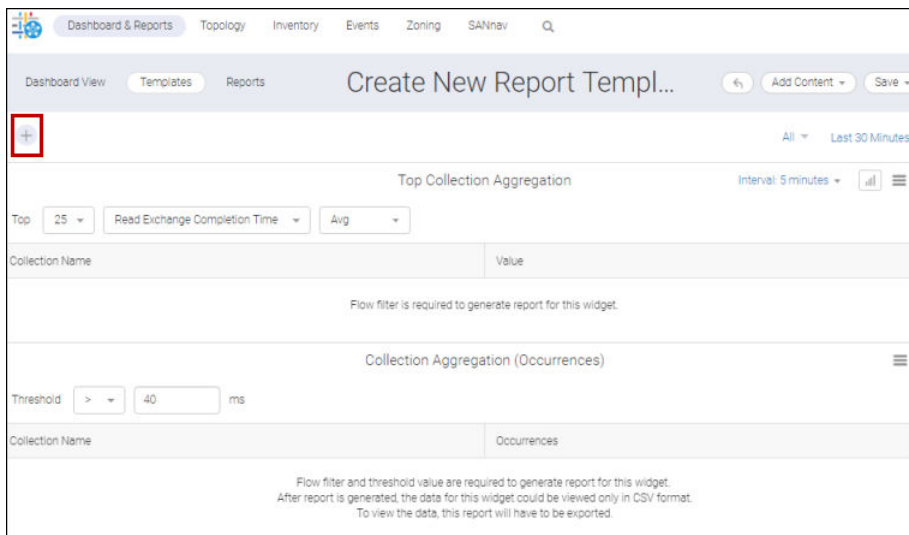 Dashboard & Reports Topology Inventory Events Zoning SANnav
Dashboard View Templates Reports Create New Report Templ... Add Content Save
+
All Last 30 Minutes
Top Collection Aggregation Interval: 5 minutes
Top 25 Read Exchange Completion Time Avg
Collection Name Value
Flow filter is required to generate report for this widget.
Collection Aggregation (Occurrences)
Threshold > 40 ms
Collection Name Occurrences
Flow filter and threshold value are required to generate report for this widget.
After report is generated, the data for this widget could be viewed only in CSV format.
To view the data, this report will have to be exported.